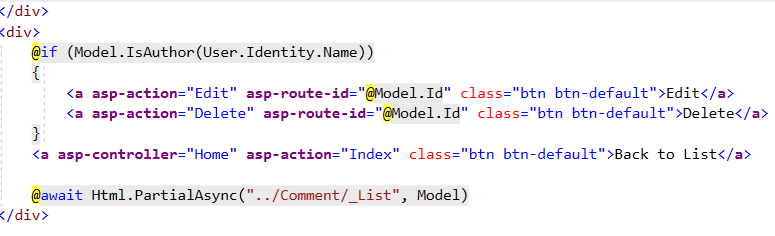 </div>
<div>
@if (Model.IsAuthor(User.Identity.Name))
{
<a asp-action="Edit" asp-route-id="@Model.Id" class="btn btn-default">Edit</a>
<a asp-action="Delete" asp-route-id="@Model.Id" class="btn btn-default">Delete</a>
}
<a asp-controller="Home" asp-action="Index" class="btn btn-default">Back to List</a>
@await Html.PartialAsync("../Comment/_List", Model)
</div>